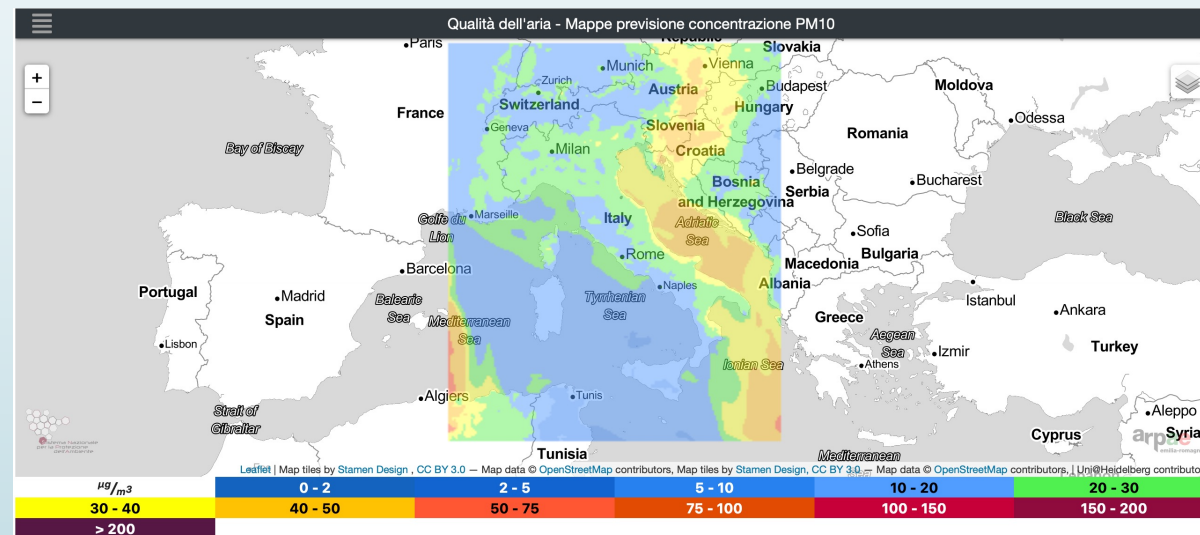 Qualità dell'aria - Mappe previsione concentrazione PM10
Paris
Republic
Slovakia
+
−
Munich
Vienna
Zurich
Austria
Budapest
Moldova
France
Switzerland
Hungary
Odessa
Geneva
Slovenia
Romania
Bay of Biscay
Milan
Croatia
Belgrade
Bosnia
and Herzegovina
Serbia
Bucharest
Golfe du
Lion
Marseille
Italy
Adriatic
Sea
Black Sea
Sofia
Bulgaria
Rome
Macedonia
Barcelona
Albania
Portugal
Madrid
Balearic
Sea
Naples
Tyrrhenian
Sea
Istanbul
Ankara
Spain
Mediterranean
Sea
Greece
Aegean
Sea
Lisbon
Izmir
Turkey
Ionian Sea
Athens
Algiers
Tunis
Strait of
Gibraltar
Aleppo
Syria
Cyprus
arpae
emilia-romagna
Tunisia
Mediterranean
Leaflet | Map tiles by Stamen Design , CC BY 3.0 — Map data © OpenStreetMap contributors, Map tiles by Stamen Design, CC BY 3.0 — Map data © OpenStreetMap contributors, | Uni@Heidelberg contributo
µg/m3 0 - 2 2 - 5 5 - 10 10 - 20 20 - 30
30 - 40 40 - 50 50 - 75 75 - 100 100 - 150 150 - 200
> 200